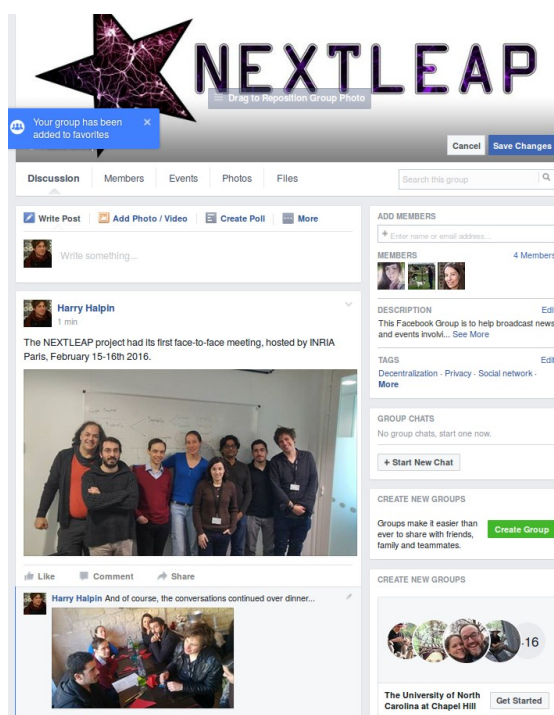 NEXTLEAP
Drag to Reposition Group Photo
Your group has been
added to favorites
Cancel Save Changes
Discussion Members Events Photos Files
Search this group
Write Post Add Photo / Video Create Poll More
Write something...
Harry Halpin
1 min
The NEXTLEAP project had its first face-to-face meeting, hosted by INRIA
Paris, February 15-16th 2016.
Like Comment Share
Harry Halpin And of course, the conversations continued over dinner...
ADD MEMBERS
Enter name or email address...
MEMBERS 4 Members
DESCRIPTION Edit
This Facebook Group is to help broadcast news
and events involvi... See More
TAGS Edit
Decentralization · Privacy · Social network ·
More
GROUP CHATS
No group chats, start one now.
+ Start New Chat
CREATE NEW GROUPS
Groups make it easier than
ever to share with friends,
family and teammates.
Create Group
CREATE NEW GROUPS
16
The University of North
Carolina at Chapel Hill
Get Started